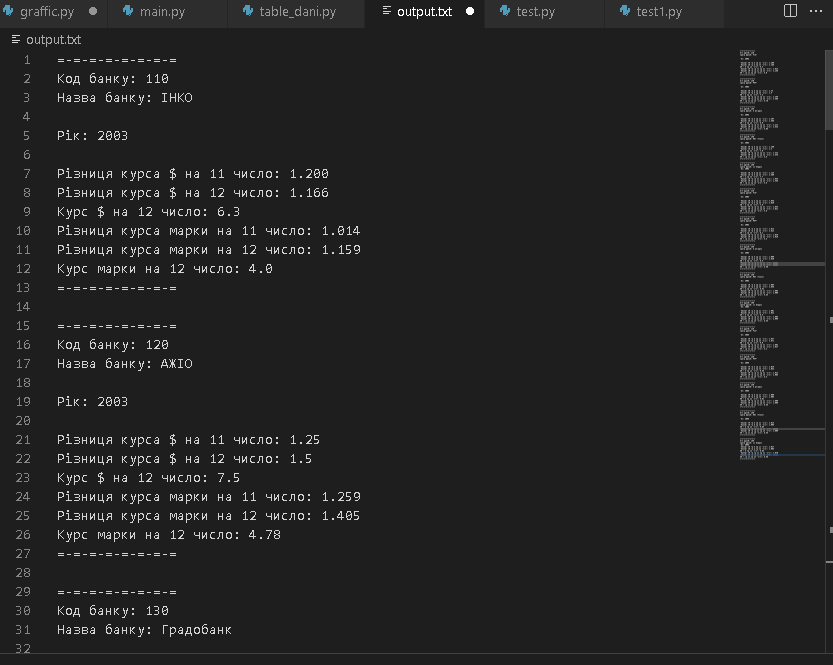 graffic.py main.py table_dani.py output.txt test.py test1.py
output.txt
1 =-=-=-=-=-=-=
2 Код банку: 110
3 Назва банку: ІНКО
4
5 Рік: 2003
6
7 Різниця курса $ на 11 число: 1.200
8 Різниця курса $ на 12 число: 1.166
9 Курс $ на 12 число: 6.3
10 Різниця курса марки на 11 число: 1.014
11 Різниця курса марки на 12 число: 1.159
12 Курс марки на 12 число: 4.0
13 =-=-=-=-=-=-=
14
15 =-=-=-=-=-=-=
16 Код банку: 120
17 Назва банку: АЖІО
18
19 Рік: 2003
20
21 Різниця курса $ на 11 число: 1.25
22 Різниця курса $ на 12 число: 1.5
23 Курс $ на 12 число: 7.5
24 Різниця курса марки на 11 число: 1.259
25 Різниця курса марки на 12 число: 1.405
26 Курс марки на 12 число: 4.78
27 =-=-=-=-=-=-=
28
29 =-=-=-=-=-=-=
30 Код банку: 130
31 Назва банку: Градобанк
32